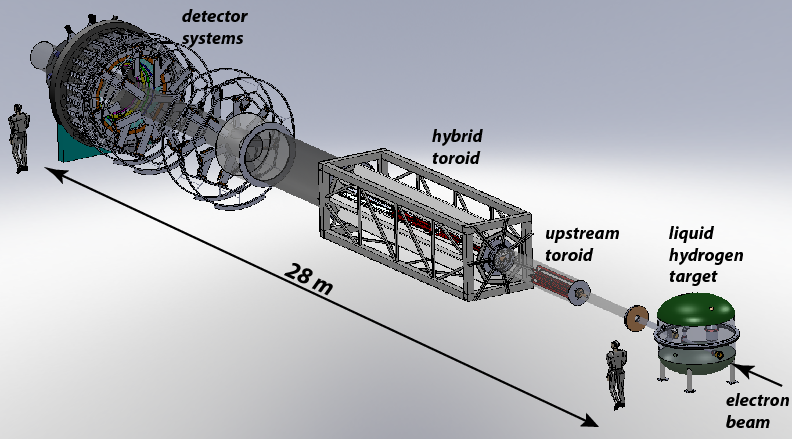 detector
systems
hybrid
toroid
upstream
toroid
liquid
hydrogen
target
28 m
electron
beam